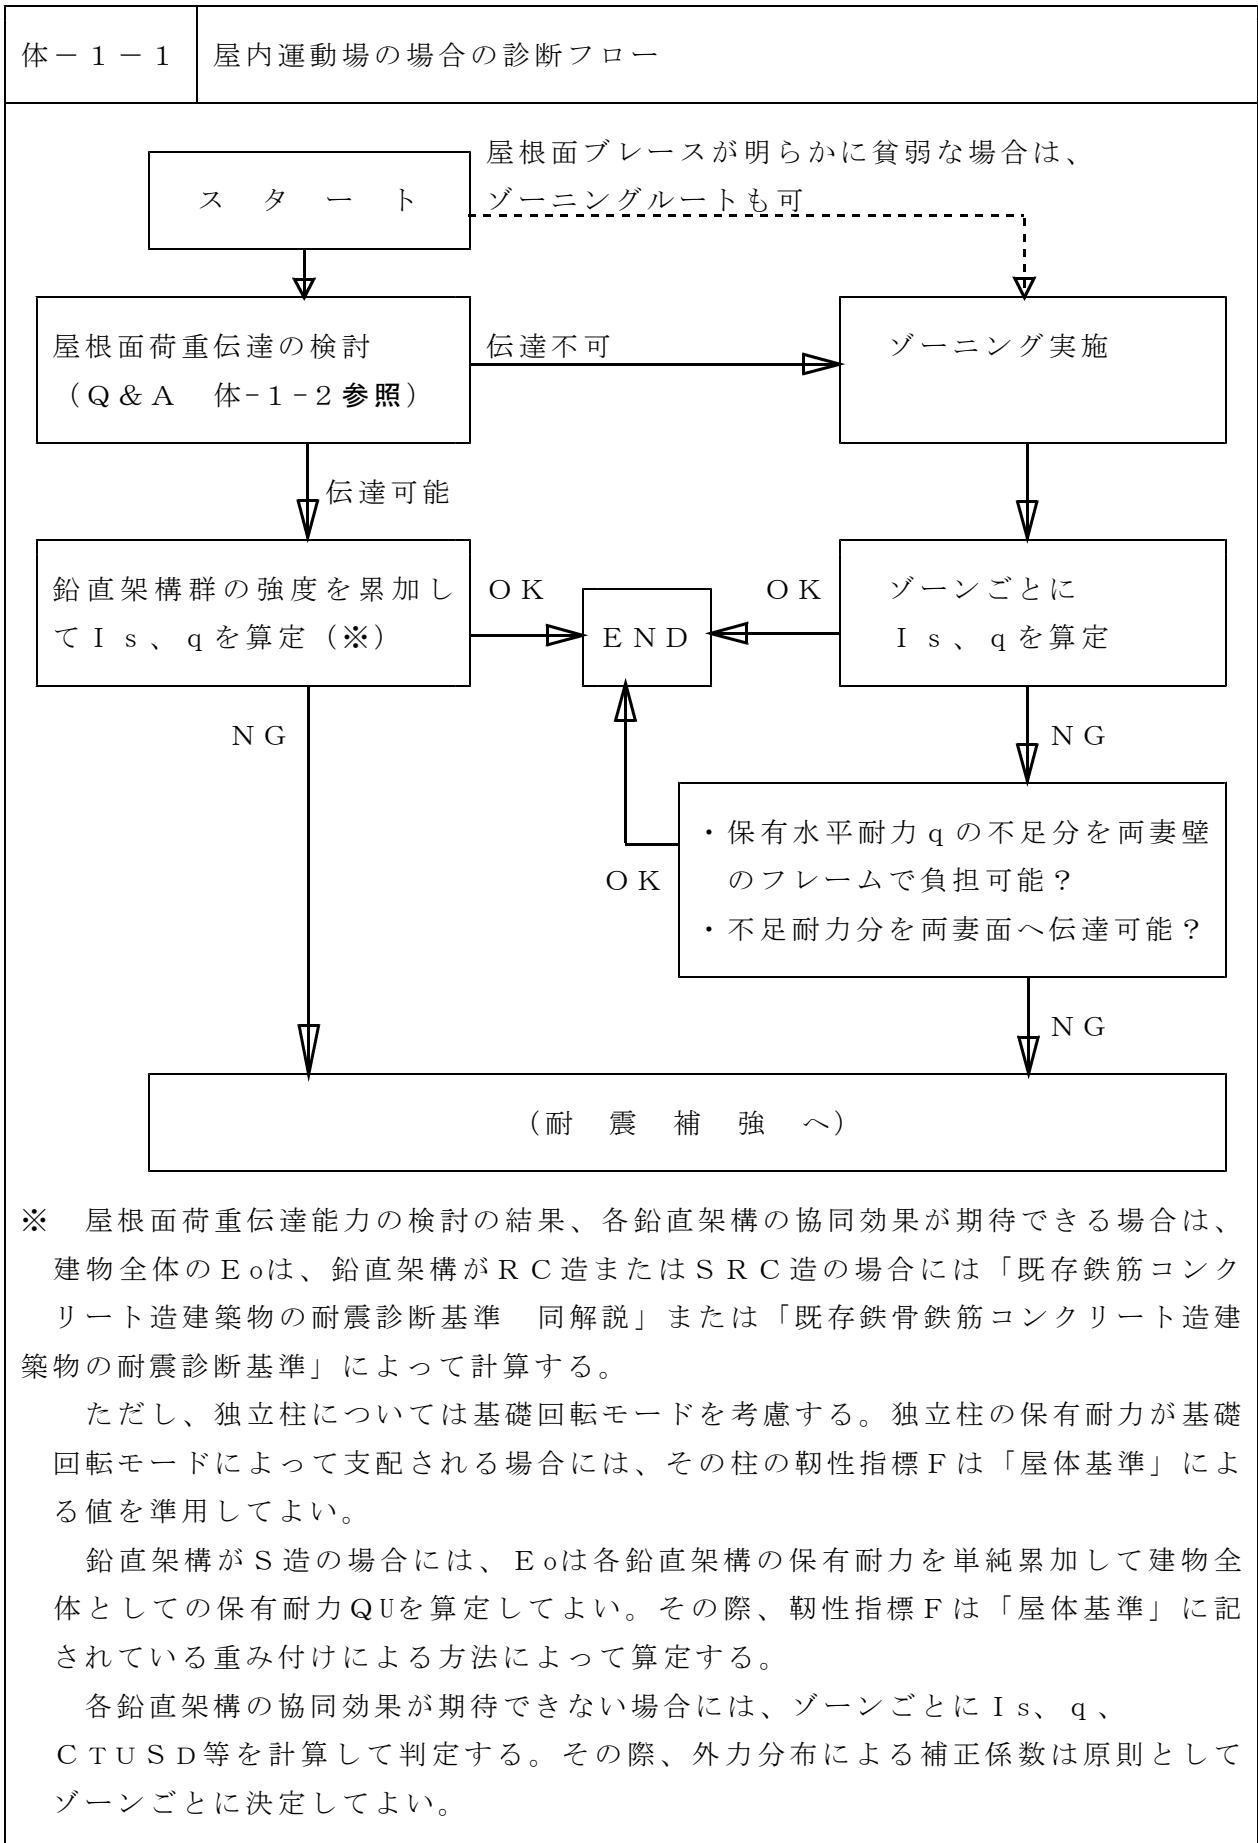 体－１－１
屋内運動場の場合の診断フロー
屋根面ブレースが明らかに貧弱な場合は、
ゾーニングルートも可
スタート
屋根面荷重伝達の検討
（Ｑ＆Ａ　体-１-２参照）
伝達不可
ゾーニング実施
伝達可能
鉛直架構群の強度を累加し
てＩｓ、ｑを算定（※）
ＯＫ
ＥＮＤ
ＯＫ
ゾーンごとに
Ｉｓ、ｑを算定
ＮＧ
ＮＧ
・保有水平耐力ｑの不足分を両妻壁
のフレームで負担可能？
・不足耐力分を両妻面へ伝達可能？
ＯＫ
ＮＧ
（耐　震　補　強　へ）
※　屋根面荷重伝達能力の検討の結果、各鉛直架構の協同効果が期待できる場合は、
建物全体のＥoは、鉛直架構がＲＣ造またはＳＲＣ造の場合には「既存鉄筋コンク
リート造建築物の耐震診断基準　同解説」または「既存鉄骨鉄筋コンクリート造建
築物の耐震診断基準」によって計算する。
ただし、独立柱については基礎回転モードを考慮する。独立柱の保有耐力が基礎
回転モードによって支配される場合には、その柱の靭性指標Ｆは「屋体基準」によ
る値を準用してよい。
鉛直架構がＳ造の場合には、Ｅoは各鉛直架構の保有耐力を単純累加して建物全
体としての保有耐力ＱUを算定してよい。その際、靭性指標Ｆは「屋体基準」に記
されている重み付けによる方法によって算定する。
各鉛直架構の協同効果が期待できない場合には、ゾーンごとにＩs、ｑ、
ＣＴＵＳＤ等を計算して判定する。その際、外力分布による補正係数は原則として
ゾーンごとに決定してよい。